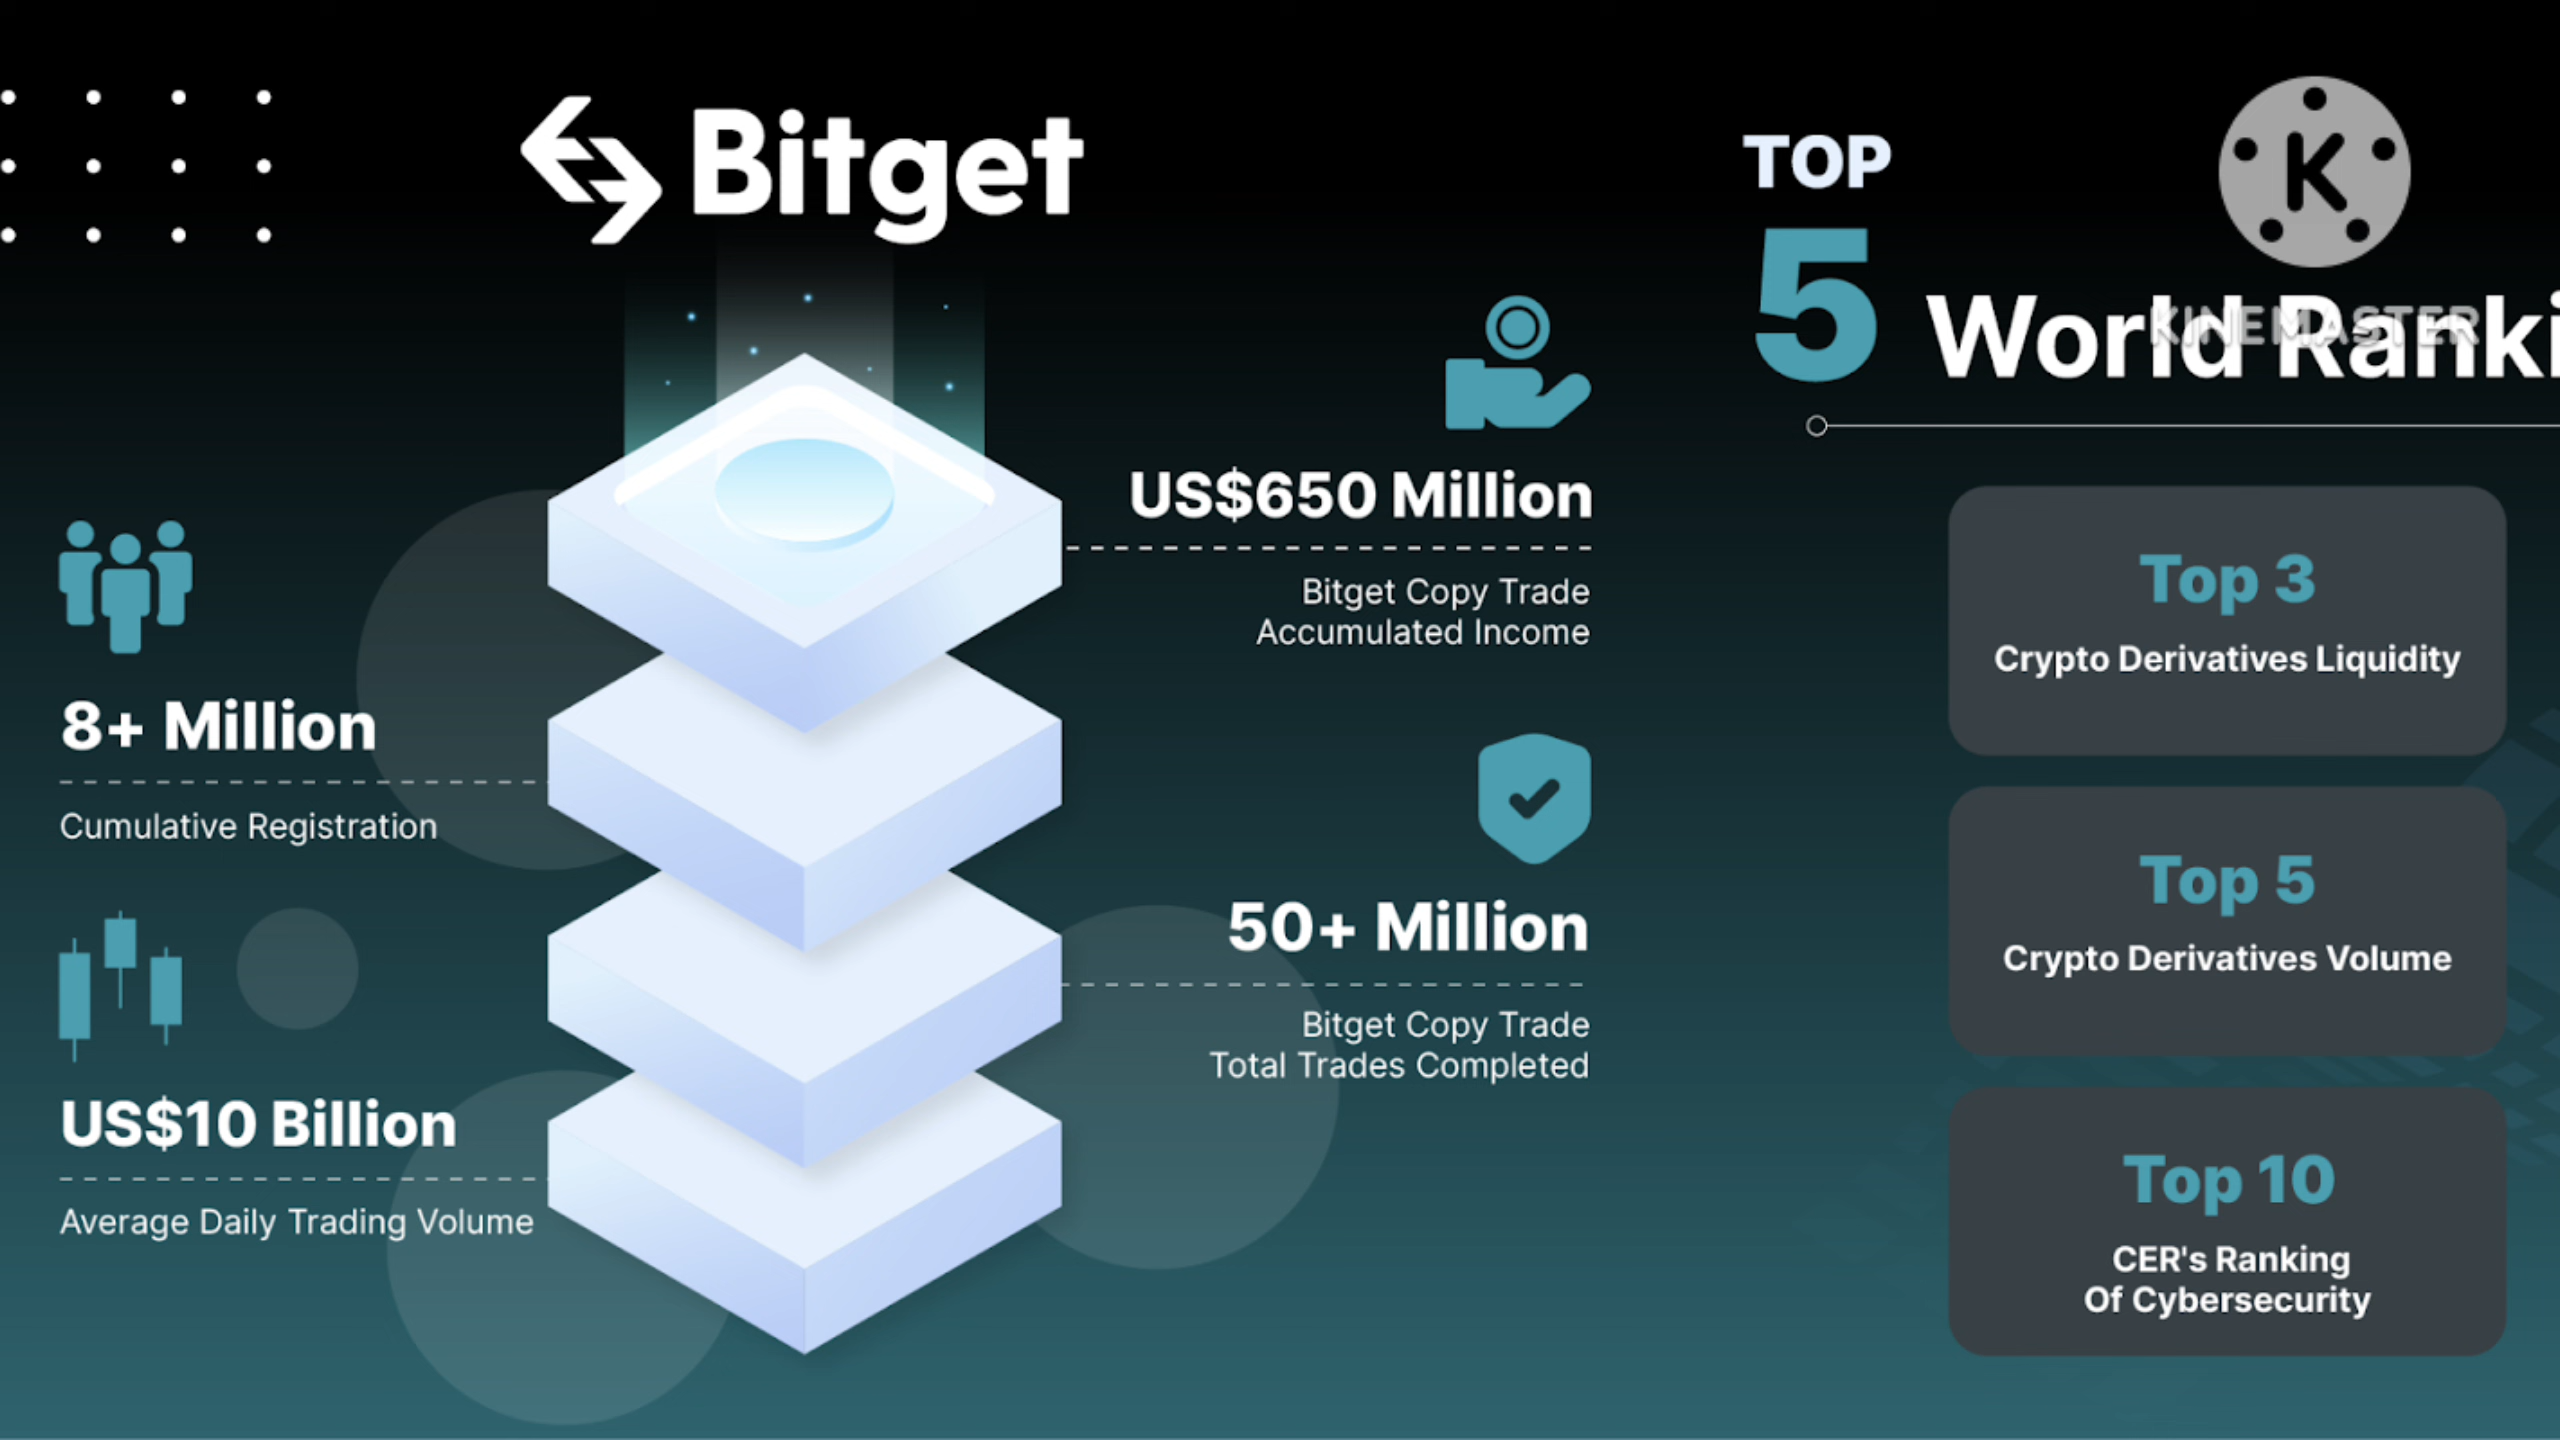 Bitget
8+ Million
Cumulative Registration
US$10 Billion
Average Daily Trading Volume
US$650 Million
Bitget Copy Trade
Accumulated Income
50+ Million
Bitget Copy Trade
Total Trades Completed
TOP
5
World Ranki
K
KINEMASTER
Top 3
Crypto Derivatives Liquidity
Top 5
Crypto Derivatives Volume
Top 10
CER's Ranking
Of Cybersecurity